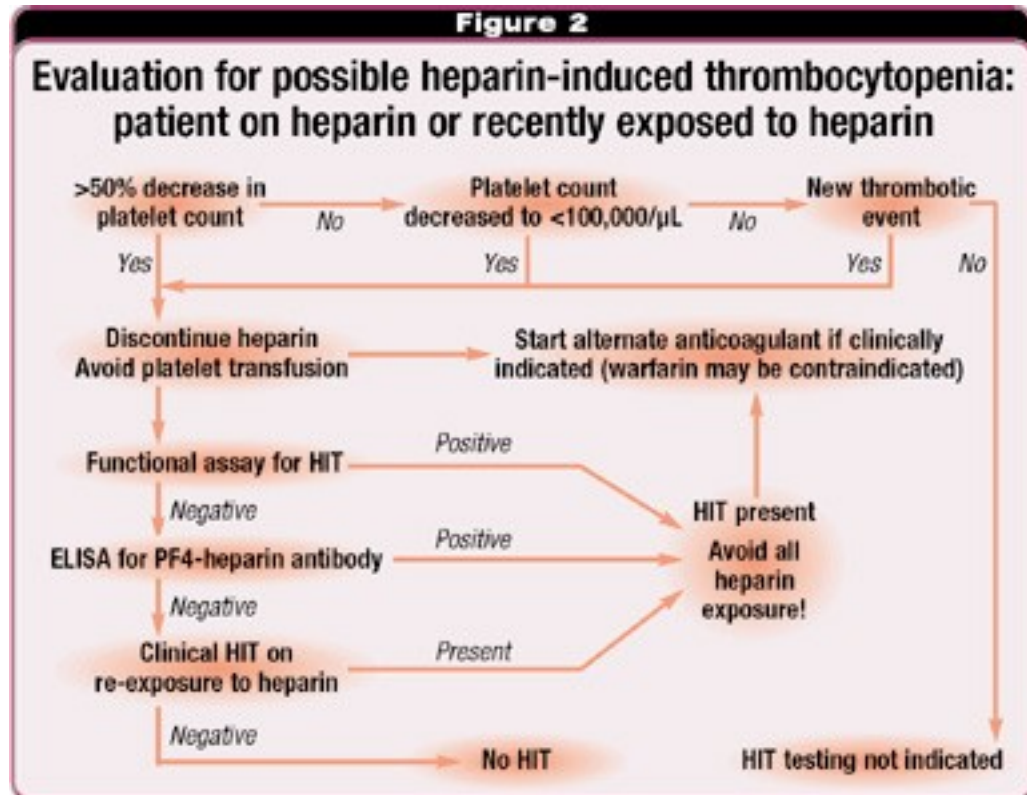 Figure 2
Evaluation for possible heparin-induced thrombocytopenia:
patient on heparin or recently exposed to heparin
>50% decrease in
platelet count
No
Platelet count
decreased to <100,000/µL
No
New thrombotic
event
Yes
Yes
Yes
No
Discontinue heparin
Avoid platelet transfusion
Start alternate anticoagulant if clinically
indicated (warfarin may be contraindicated)
Functional assay for HIT
Positive
Negative
HIT present
Avoid all
heparin
exposure!
ELISA for PF4-heparin antibody
Positive
Negative
Clinical HIT on
re-exposure to heparin
Present
Negative
No HIT
HIT testing not indicated